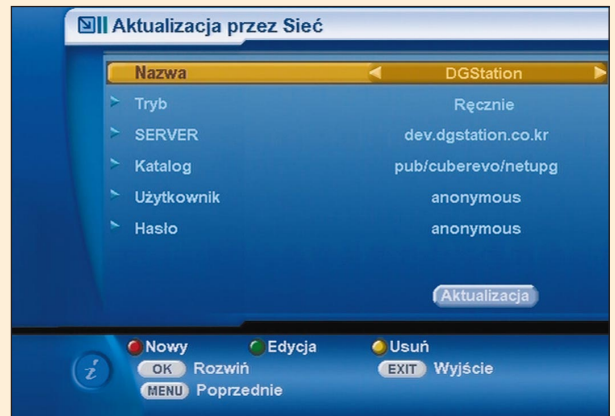 Aktualizacja przez Sieć
Nazwa DGStation
Tryb Ręcznie
SERVER dev.dgstation.co.kr
Katalog pub/cuberevo/netupg
Użytkownik anonymous
Hasło anonymous
Aktualizacja
Nowy Edycja Usuń
OK Rozwiń EXIT Wyjście
MENU Poprzednie
i